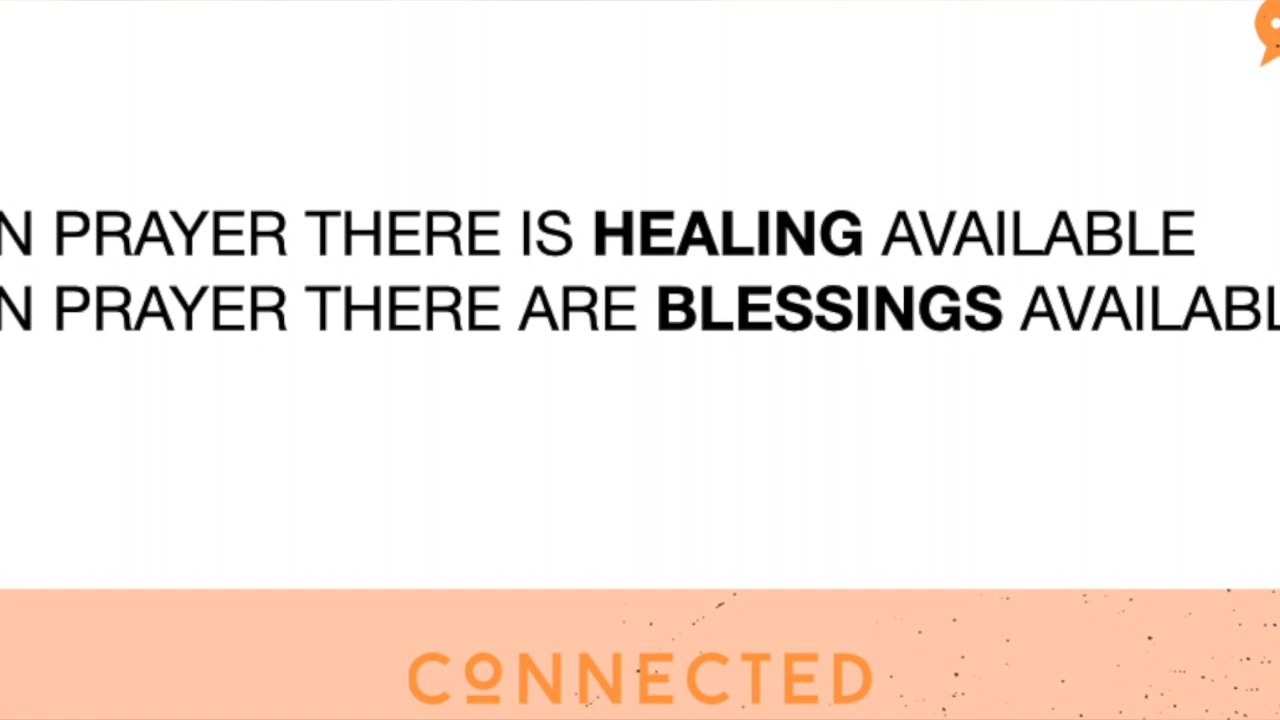 N PRAYER THERE IS HEALING AVAILABLE
N PRAYER THERE ARE BLESSINGS AVAILABL
CONNECTED